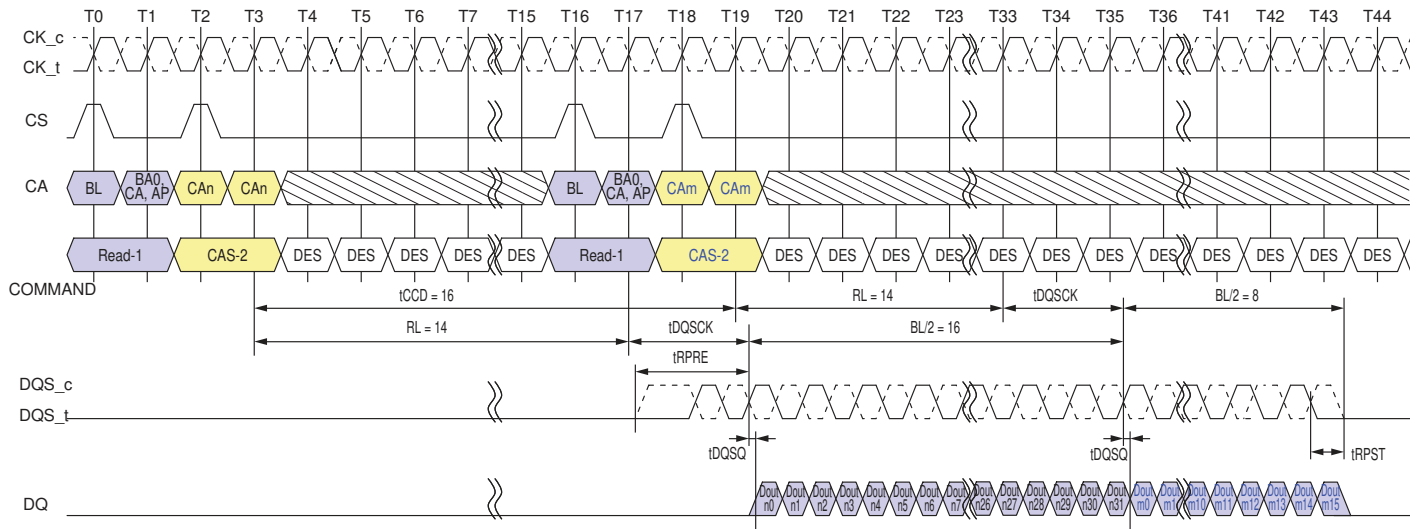 T0 T1 T2 T3 T4 T5 T6 T7 T15 T16 T17 T18 T19 T20 T21 T22 T23 T33 T34 T35 T36 T41 T42 T43 T44
CK_c
CK_t
CS
CA BL BA0, CA, AP CAn CAn BL BA0, CA, AP CAm CAm
Read-1 CAS-2 DES DES DES DES DES Read-1 CAS-2 DES DES DES DES DES DES DES DES DES DES DES DES
COMMAND
tCCD = 16 RL = 14 tDQSCK BL/2 = 8
RL = 14 tDQSCK BL/2 = 16
tRPRE
DQS_c
DQS_t
tDQSQ tDQSQ tRPST
DQ Dout n0 Dout n1 Dout n2 Dout n3 Dout n4 Dout n5 Dout n6 Dout n7 Dout n26 Dout n27 Dout n28 Dout n29 Dout n30 Dout n31 Dout m0 Dout m1 Dout m10 Dout m11 Dout m12 Dout m13 Dout m14 Dout m15